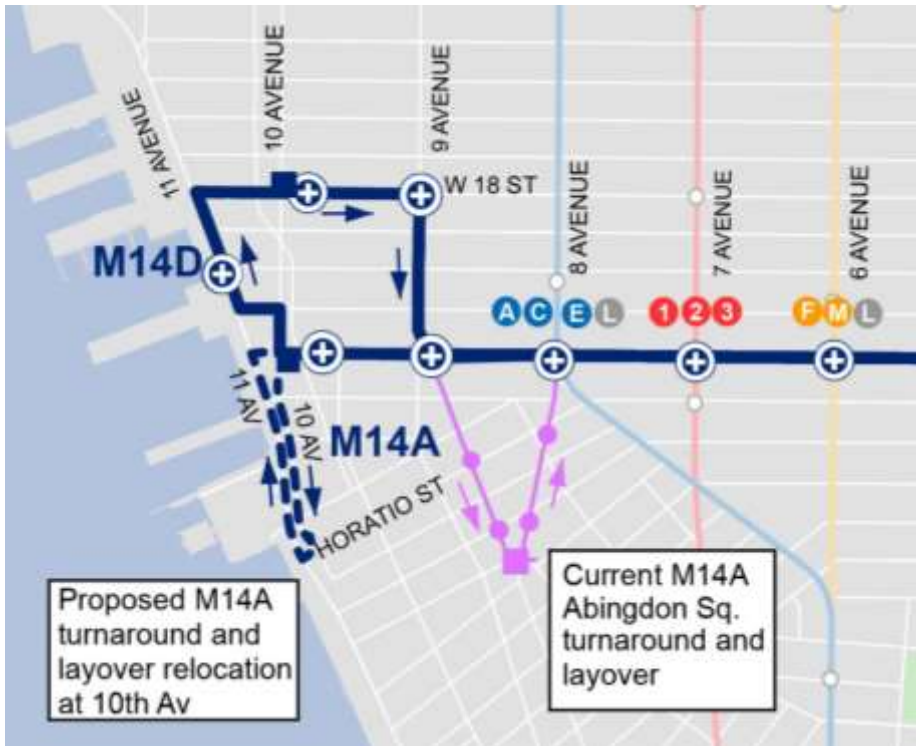 10 AVENUE
9 AVENUE
11 AVENUE
W 18 ST
8 AVENUE
7 AVENUE
6 AVENUE
M14D
A C E L
1 2 3
F M L
11 AV
10 AV
M14A
HORATIO ST
Proposed M14A
turnaround and
layover relocation
at 10th Av
Current M14A
Abingdon Sq.
turnaround and
layover